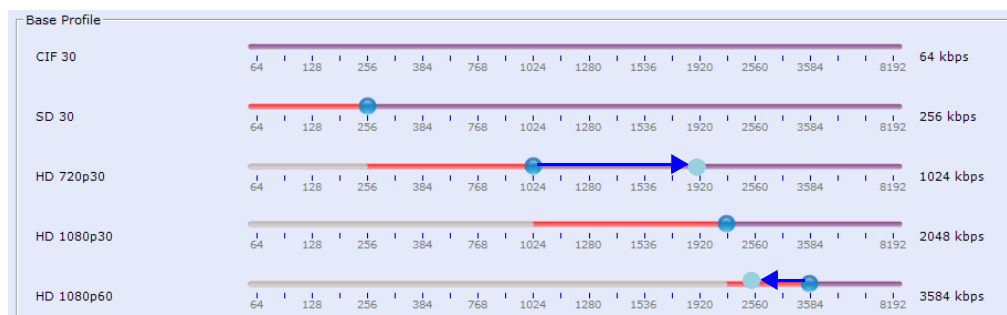 Base Profile
CIF 30
64 kbps
64 128 256 384 768 1024 1280 1536 1920 2560 3584 8192
SD 30
256 kbps
64 128 256 384 768 1024 1280 1536 1920 2560 3584 8192
HD 720p30
1024 kbps
64 128 256 384 768 1024 1280 1536 1920 2560 3584 8192
HD 1080p30
2048 kbps
64 128 256 384 768 1024 1280 1536 1920 2560 3584 8192
HD 1080p60
3584 kbps
64 128 256 384 768 1024 1280 1536 1920 2560 3584 8192